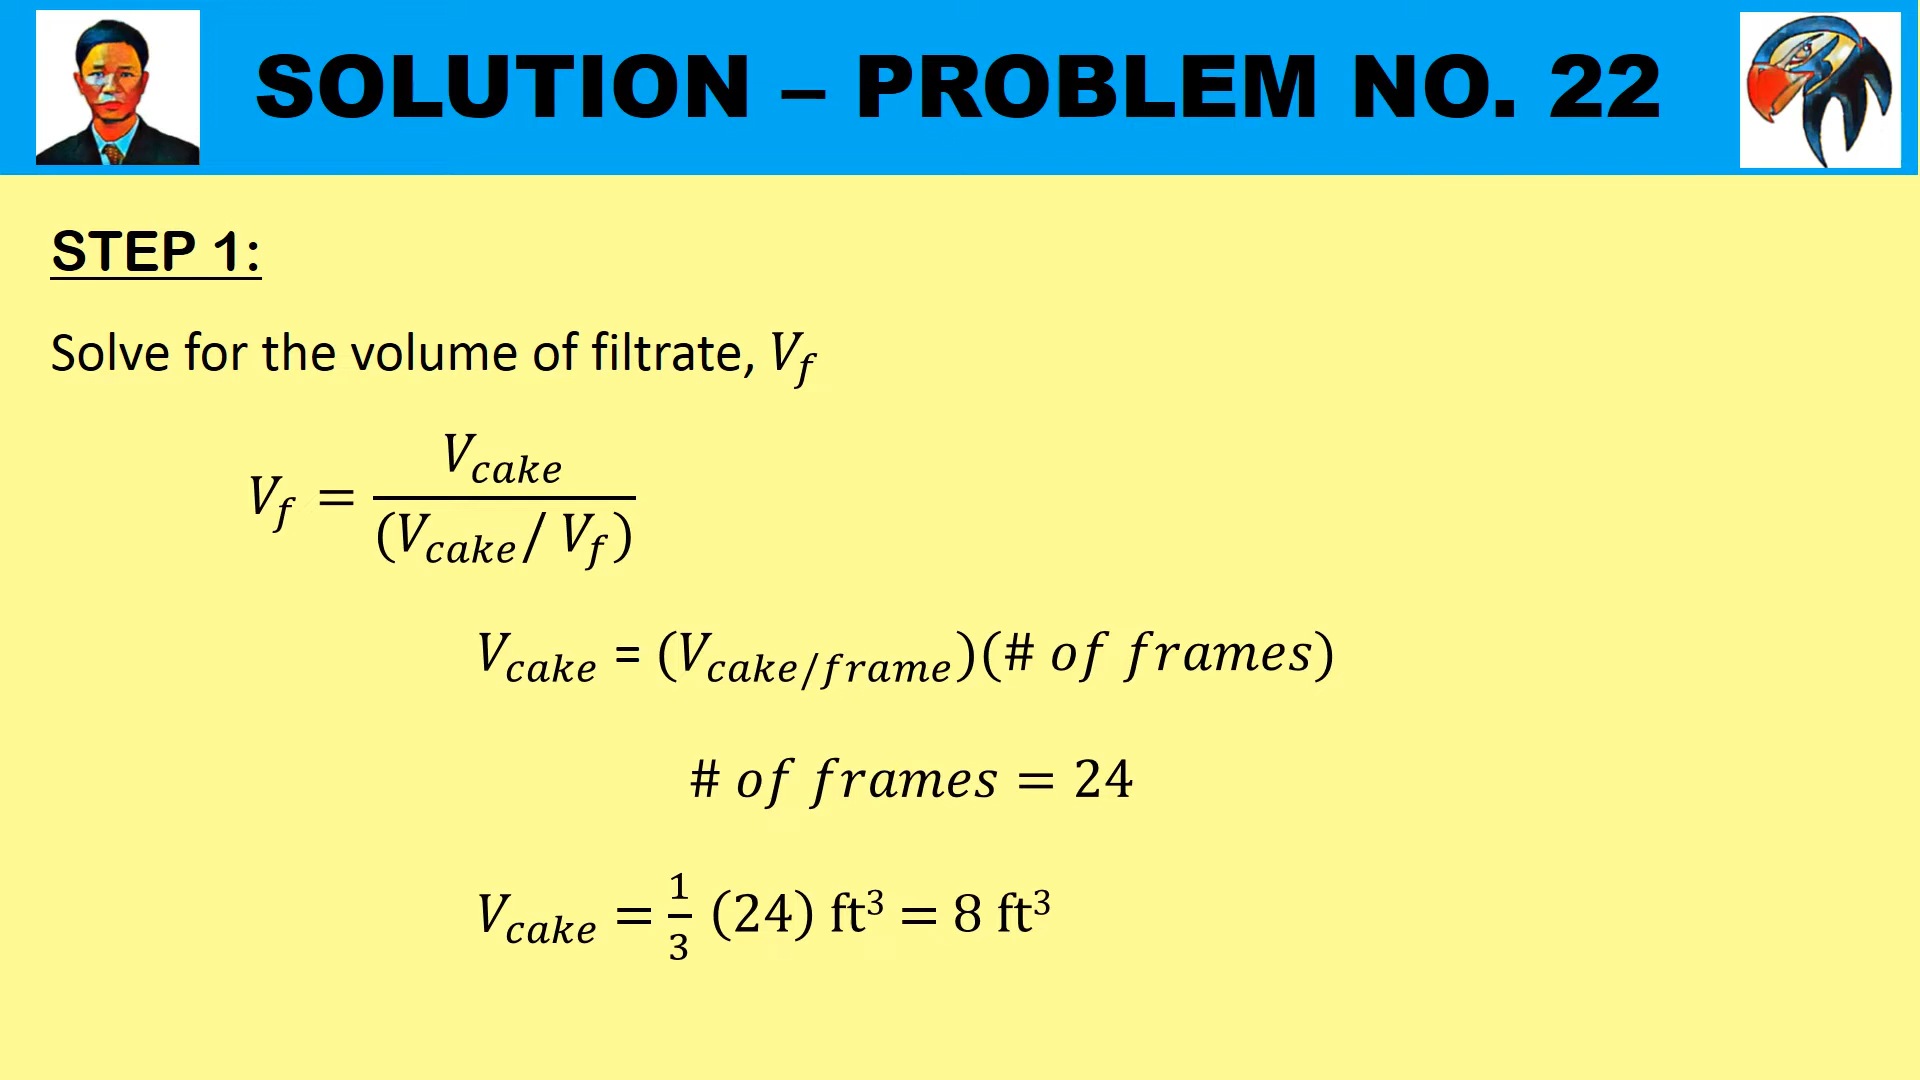 SOLUTION – PROBLEM NO. 22
STEP 1:
Solve for the volume of filtrate, V_f
V_f = V_cake / (V_cake / V_f)
V_cake = (V_cake/frame)(# of frames)
# of frames = 24
V_cake = 1/3 (24) ft³ = 8 ft³